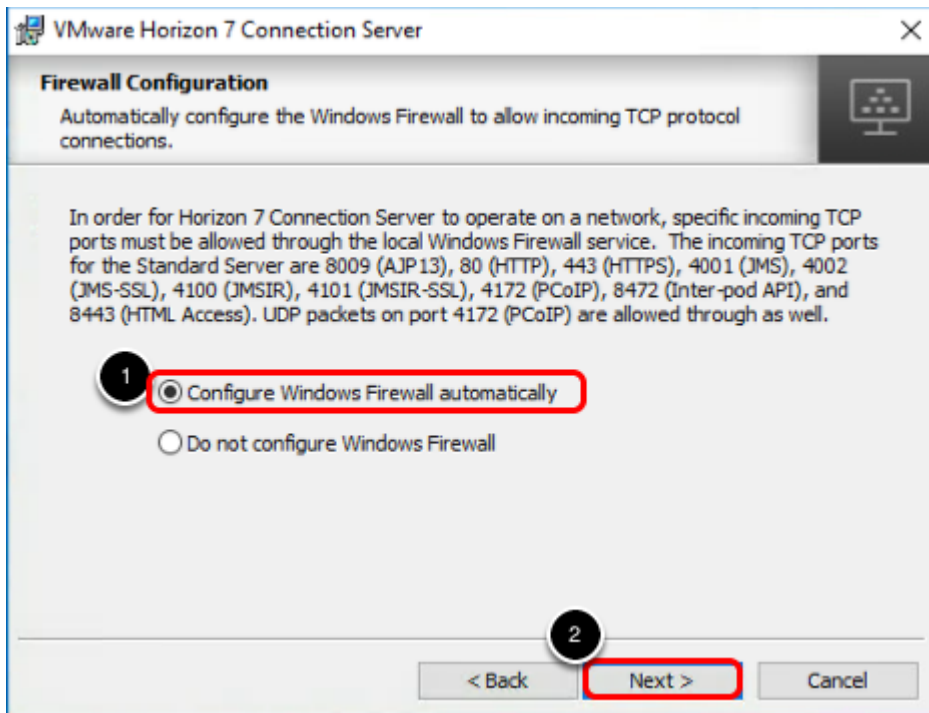 VMware Horizon 7 Connection Server
Firewall Configuration
Automatically configure the Windows Firewall to allow incoming TCP protocol
connections.
In order for Horizon 7 Connection Server to operate on a network, specific incoming TCP
ports must be allowed through the local Windows Firewall service.  The incoming TCP ports
for the Standard Server are 8009 (AJP13), 80 (HTTP), 443 (HTTPS), 4001 (JMS), 4002
(JMS-SSL), 4100 (JMSIR), 4101 (JMSIR-SSL), 4172 (PCoIP), 8472 (Inter-pod API), and
8443 (HTML Access). UDP packets on port 4172 (PCoIP) are allowed through as well.
1
Configure Windows Firewall automatically
Do not configure Windows Firewall
2
< Back Next > Cancel